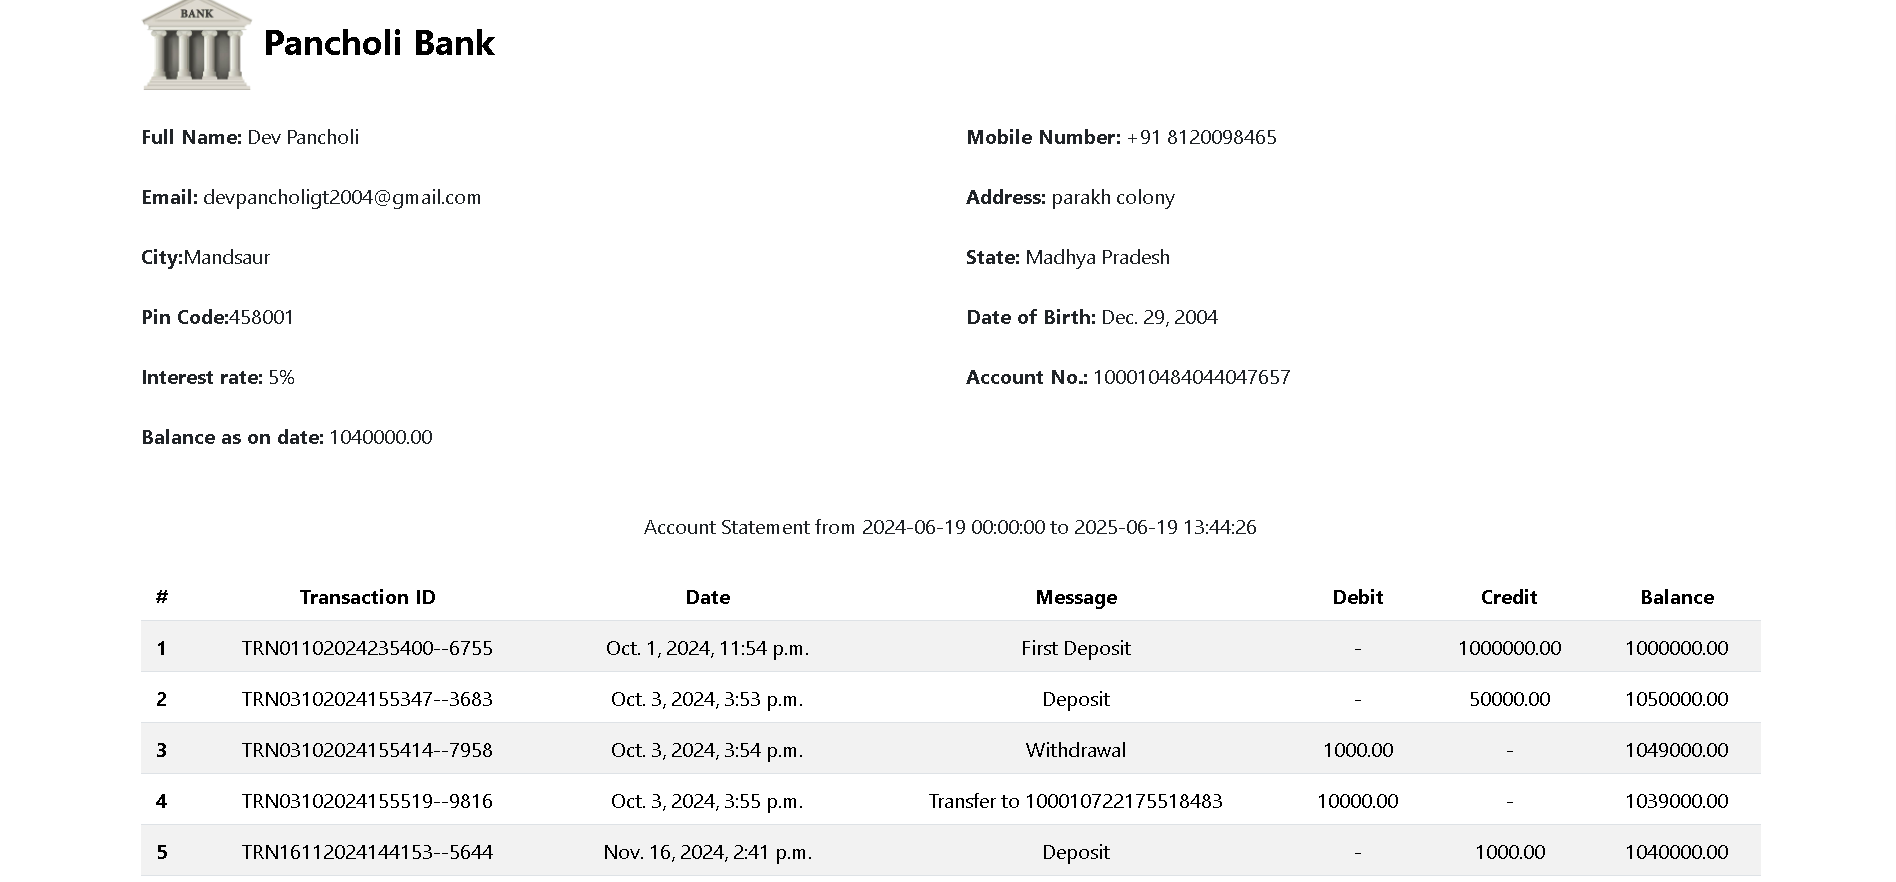 BANK
Pancholi Bank
Full Name: Dev Pancholi
Mobile Number: +91 8120098465
Email: devpancholigt2004@gmail.com
Address: parakh colony
City:Mandsaur
State: Madhya Pradesh
Pin Code:458001
Date of Birth: Dec. 29, 2004
Interest rate: 5%
Account No.: 100010484044047657
Balance as on date: 1040000.00
Account Statement from 2024-06-19 00:00:00 to 2025-06-19 13:44:26
# Transaction ID Date Message Debit Credit Balance
1 TRN01102024235400--6755 Oct. 1, 2024, 11:54 p.m. First Deposit - 1000000.00 1000000.00
2 TRN03102024155347--3683 Oct. 3, 2024, 3:53 p.m. Deposit - 50000.00 1050000.00
3 TRN03102024155414--7958 Oct. 3, 2024, 3:54 p.m. Withdrawal 1000.00 - 1049000.00
4 TRN03102024155519--9816 Oct. 3, 2024, 3:55 p.m. Transfer to 100010722175518483 10000.00 - 1039000.00
5 TRN16112024144153--5644 Nov. 16, 2024, 2:41 p.m. Deposit - 1000.00 1040000.00